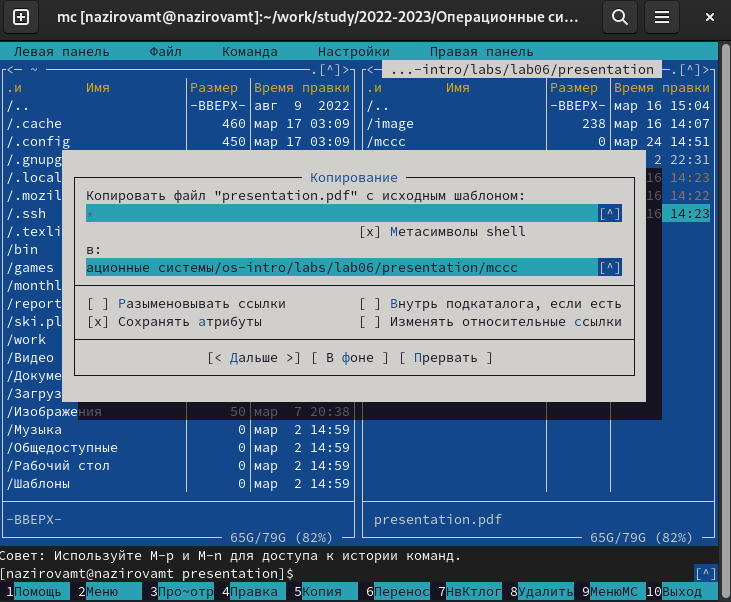 mc [nazirovamt@nazirovamt]:~/work/study/2022-2023/Операционные си...
Левая панель Файл Команда Настройки Правая панель
<— ~ .[^]> <— ...-intro/labs/lab06/presentation .[^]>
.и Имя Размер Время правки .и Имя Размер Время правки
/.. -ВВЕРХ- авг 9 2022 /.. -ВВЕРХ- мар 16 15:04
/.cache 460 мар 17 03:09 /image 238 мар 16 14:07
/.config 450 мар 17 03:09 /mccc 0 мар 24 14:51
/.gnupg 2 22:31
/.local Копирование 16 14:23
/.mozil Копировать файл "presentation.pdf" с исходным шаблоном: 16 14:22
/.ssh * [^] 16 14:23
/.texli [x] Метасимволы shell
/bin в:
/games ационные системы/os-intro/labs/lab06/presentation/mccc [^]
/monthl
/report [ ] Разыменовывать ссылки [ ] Внутрь подкаталога, если есть
/ski.pl [x] Сохранять атрибуты [ ] Изменять относительные ссылки
/work
/Видео [< Дальше >] [ В фоне ] [ Прервать ]
/Докуме
/Загруз
/Изображения 50 мар 7 20:38
/Музыка 0 мар 2 14:59
/Общедоступные 0 мар 2 14:59
/Рабочий стол 0 мар 2 14:59
/Шаблоны 0 мар 2 14:59
-ВВЕРХ- presentation.pdf
65G/79G (82%) 65G/79G (82%)
Совет: Используйте M-p и M-n для доступа к истории команд.
[nazirovamt@nazirovamt presentation]$ [^]
1Помощь 2Меню 3Про~отр 4Правка 5Копия 6Перенос 7НвКтлог 8Удалить 9МенюМС 10Выход